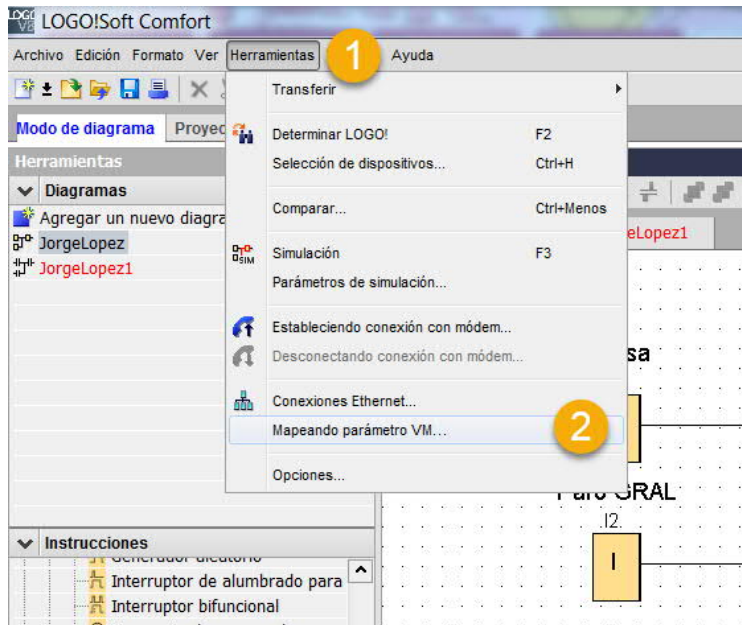 LOGO!Soft Comfort
Archivo Edición Formato Ver Herramientas 1 Ayuda
Transferir
Modo de diagrama Proyec
Determinar LOGO! F2
Herramientas
Selección de dispositivos... Ctrl+H
Diagramas
Agregar un nuevo diagra
Comparar... Ctrl+Menos
JorgeLopez
eLopez1
Simulación F3
JorgeLopez1
Parámetros de simulación...
Estableciendo conexión con módem...
Desconectando conexión con módem...
sa
Conexiones Ethernet...
Mapeando parámetro VM... 2
Opciones...
Paro GRAL
I2
I
Instrucciones
Generador aleatorio
Interruptor de alumbrado para
Interruptor bifuncional